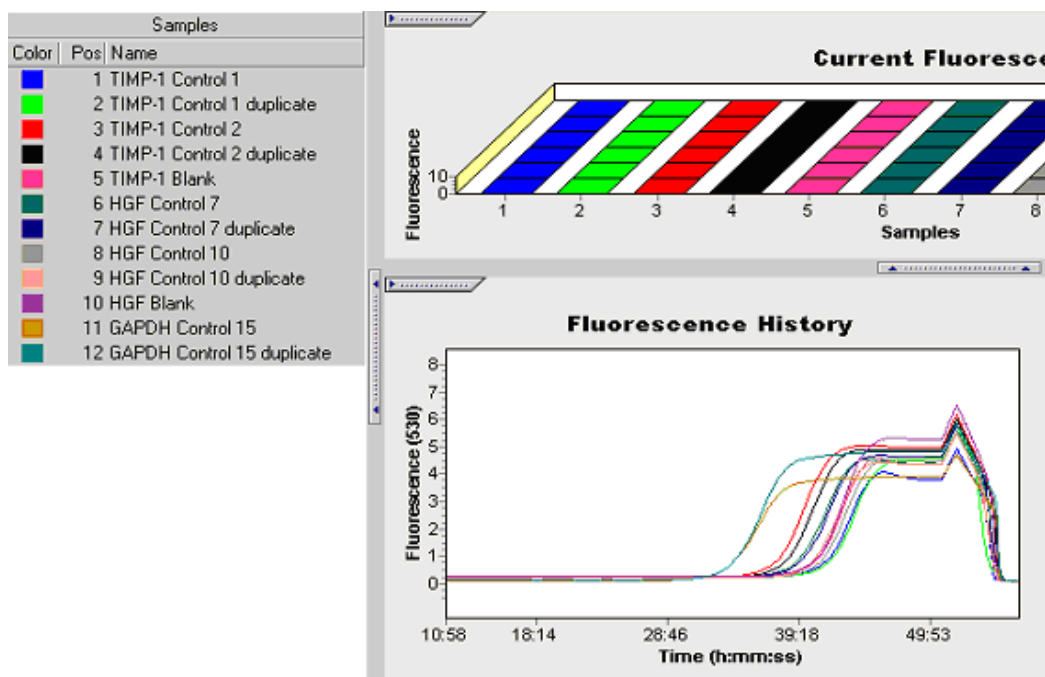 Samples
Color Pos Name
1 TIMP-1 Control 1
2 TIMP-1 Control 1 duplicate
3 TIMP-1 Control 2
4 TIMP-1 Control 2 duplicate
5 TIMP-1 Blank
6 HGF Control 7
7 HGF Control 7 duplicate
8 HGF Control 10
9 HGF Control 10 duplicate
10 HGF Blank
11 GAPDH Control 15
12 GAPDH Control 15 duplicate
Current Fluoresce
Fluorescence
10
0
1 2 3 4 5 6 7 8
Samples
Fluorescence History
Fluorescence (530)
8
7
6
5
4
3
2
1
0
10:58 18:14 28:46 39:18 49:53
Time (h:mm:ss)